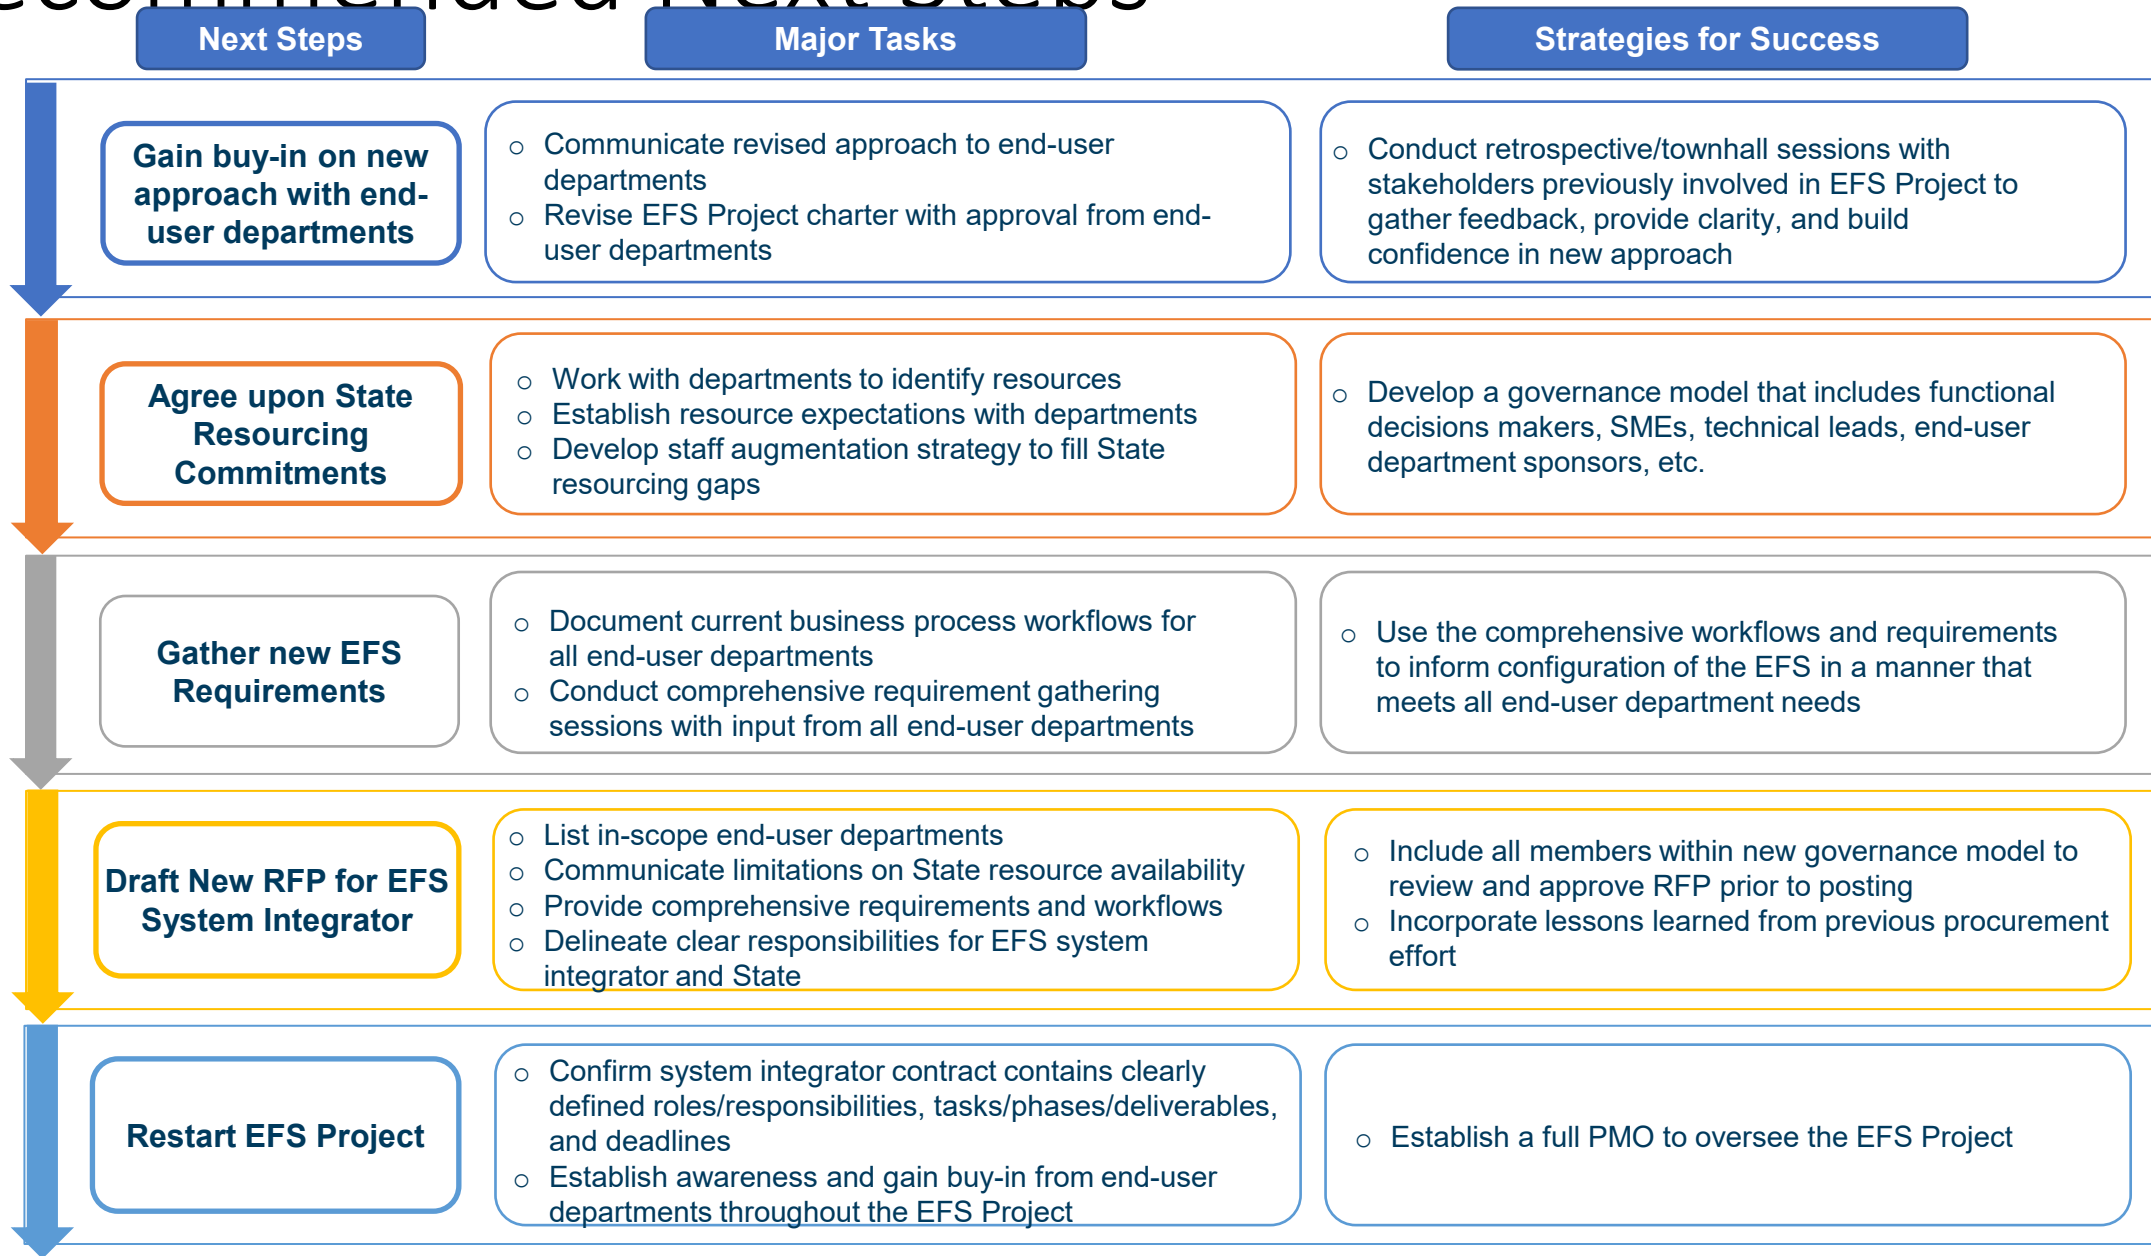 ecommended Next Steps
Next Steps
Major Tasks
Strategies for Success
Gain buy-in on new
approach with end-
user departments
o Communicate revised approach to end-user
departments
o Revise EFS Project charter with approval from end-
user departments
o Conduct retrospective/townhall sessions with
stakeholders previously involved in EFS Project to
gather feedback, provide clarity, and build
confidence in new approach
Agree upon State
Resourcing
Commitments
o Work with departments to identify resources
o Establish resource expectations with departments
o Develop staff augmentation strategy to fill State
resourcing gaps
o Develop a governance model that includes functional
decisions makers, SMEs, technical leads, end-user
department sponsors, etc.
Gather new EFS
Requirements
o Document current business process workflows for
all end-user departments
o Conduct comprehensive requirement gathering
sessions with input from all end-user departments
o Use the comprehensive workflows and requirements
to inform configuration of the EFS in a manner that
meets all end-user department needs
Draft New RFP for EFS
System Integrator
o List in-scope end-user departments
o Communicate limitations on State resource availability
o Provide comprehensive requirements and workflows
o Delineate clear responsibilities for EFS system
integrator and State
o Include all members within new governance model to
review and approve RFP prior to posting
o Incorporate lessons learned from previous procurement
effort
Restart EFS Project
o Confirm system integrator contract contains clearly
defined roles/responsibilities, tasks/phases/deliverables,
and deadlines
o Establish awareness and gain buy-in from end-user
departments throughout the EFS Project
o Establish a full PMO to oversee the EFS Project